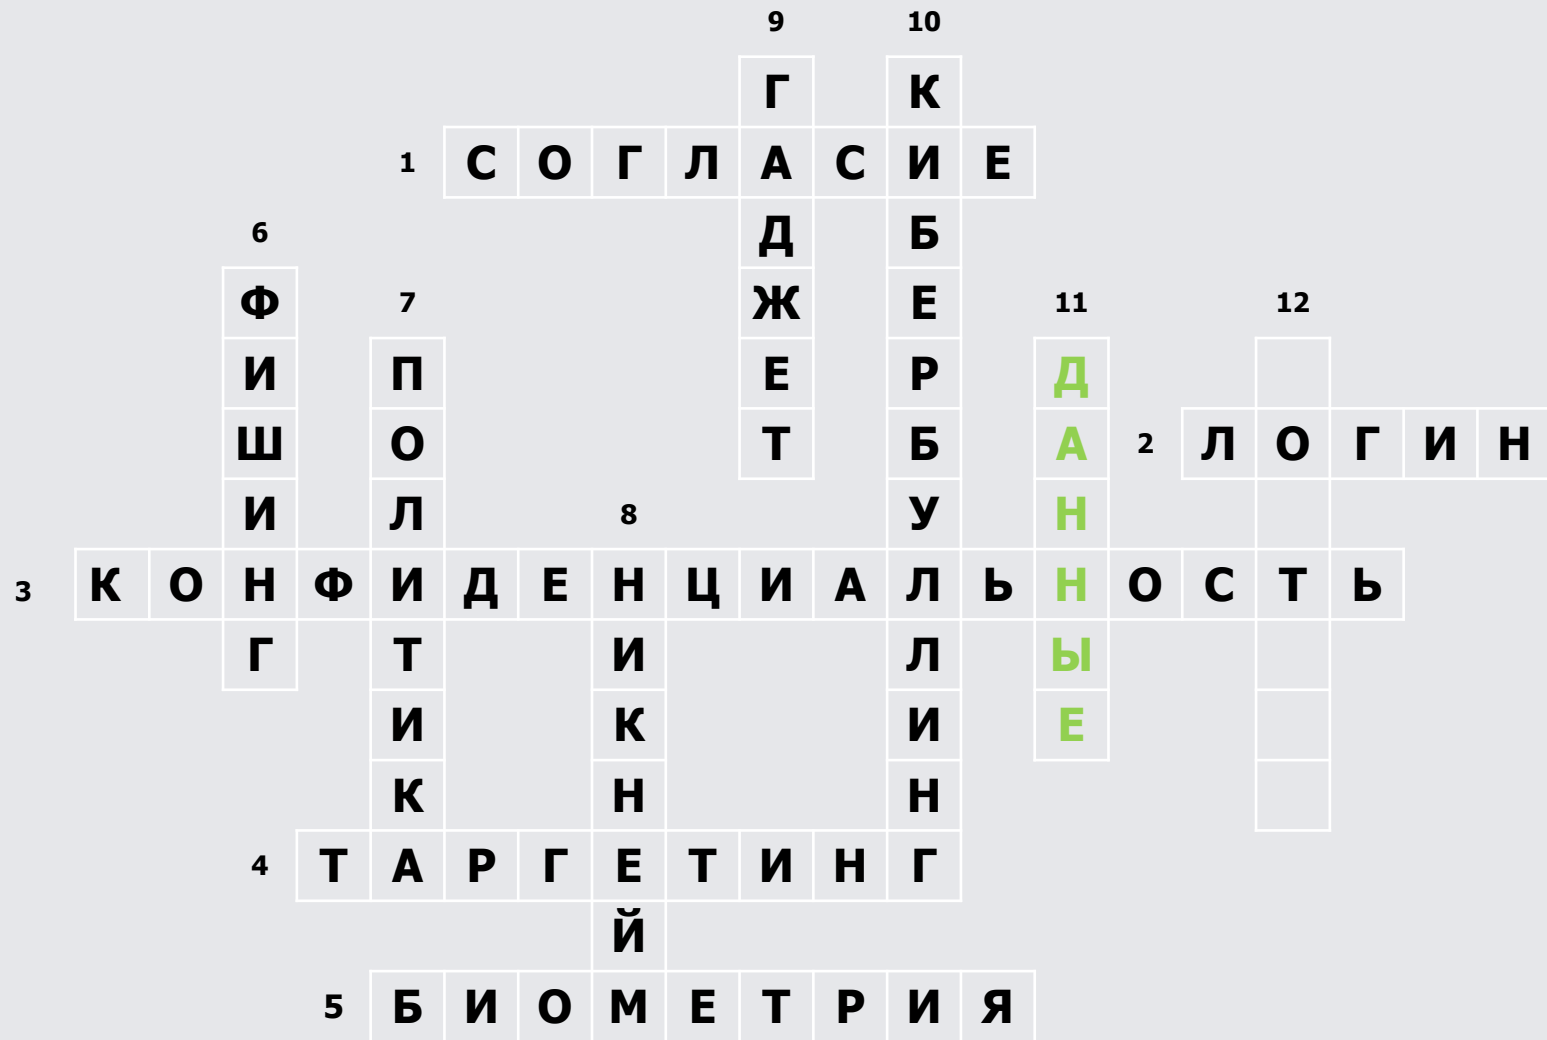 9 10
Г К
1 С О Г Л А С И Е
6 Д Б
Ф 7 Ж Е 11 12
И П Е Р Д
Ш О Т Б А 2 Л О Г И Н
И Л 8 У Н
3 К О Н Ф И Д Е Н Ц И А Л Ь Н О С Т Ь
Г Т И Л Ы
И К И Е
К Н Н
4 Т А Р Г Е Т И Н Г
Й
5 Б И О М Е Т Р И Я